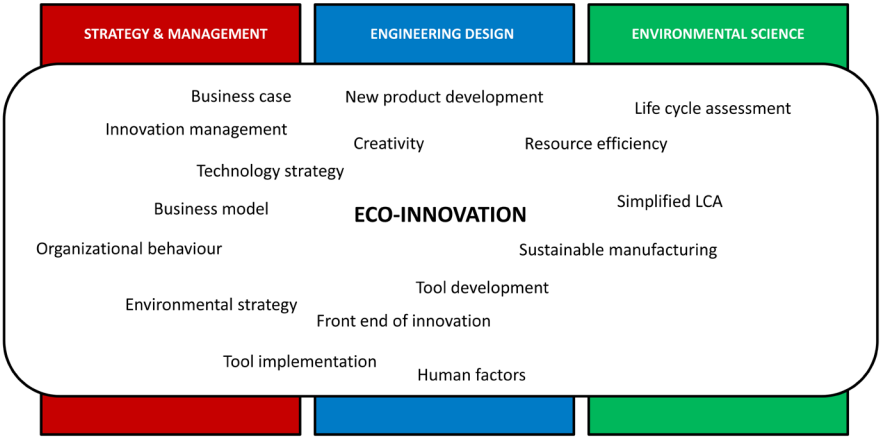 STRATEGY & MANAGEMENT
ENGINEERING DESIGN
ENVIRONMENTAL SCIENCE
Business case
New product development
Life cycle assessment
Innovation management
Creativity
Resource efficiency
Technology strategy
Simplified LCA
Business model
ECO-INNOVATION
Organizational behaviour
Sustainable manufacturing
Tool development
Environmental strategy
Front end of innovation
Tool implementation
Human factors